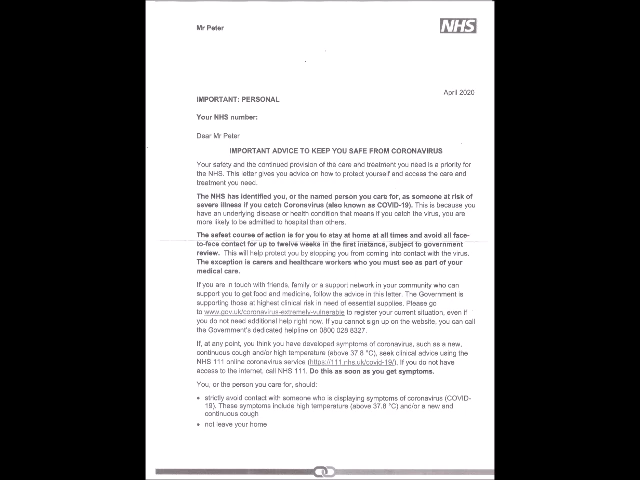 Mr Peter
NHS
April 2020
IMPORTANT: PERSONAL
Your NHS number:
Dear Mr Peter
IMPORTANT ADVICE TO KEEP YOU SAFE FROM CORONAVIRUS
Your safety and the continued provision of the care and treatment you need is a priority for
the NHS. This letter gives you advice on how to protect yourself and access the care and
treatment you need.
The NHS has identified you, or the named person you care for, as someone at risk of
severe illness if you catch Coronavirus (also known as COVID-19). This is because you
have an underlying disease or health condition that means if you catch the virus, you are
more likely to be admitted to hospital than others.
The safest course of action is for you to stay at home at all times and avoid all face-
to-face contact for up to twelve weeks in the first instance, subject to government
review. This will help protect you by stopping you from coming into contact with the virus.
The exception is carers and healthcare workers who you must see as part of your
medical care.
If you are in touch with friends, family or a support network in your community who can
support you to get food and medicine, follow the advice in this letter. The Government is
supporting those at highest clinical risk in need of essential supplies. Please go
to www.gov.uk/coronavirus-extremely-vulnerable to register your current situation, even if
you do not need additional help right now. If you cannot sign up on the website, you can call
the Government's dedicated helpline on 0800 028 8327.
If, at any point, you think you have developed symptoms of coronavirus, such as a new,
continuous cough and/or high temperature (above 37.8 °C), seek clinical advice using the
NHS 111 online coronavirus service (https://111.nhs.uk/covid-19/). If you do not have
access to the internet, call NHS 111. Do this as soon as you get symptoms.
You, or the person you care for, should:
• strictly avoid contact with someone who is displaying symptoms of coronavirus (COVID-
19). These symptoms include high temperature (above 37.8 °C) and/or a new and
continuous cough
• not leave your home